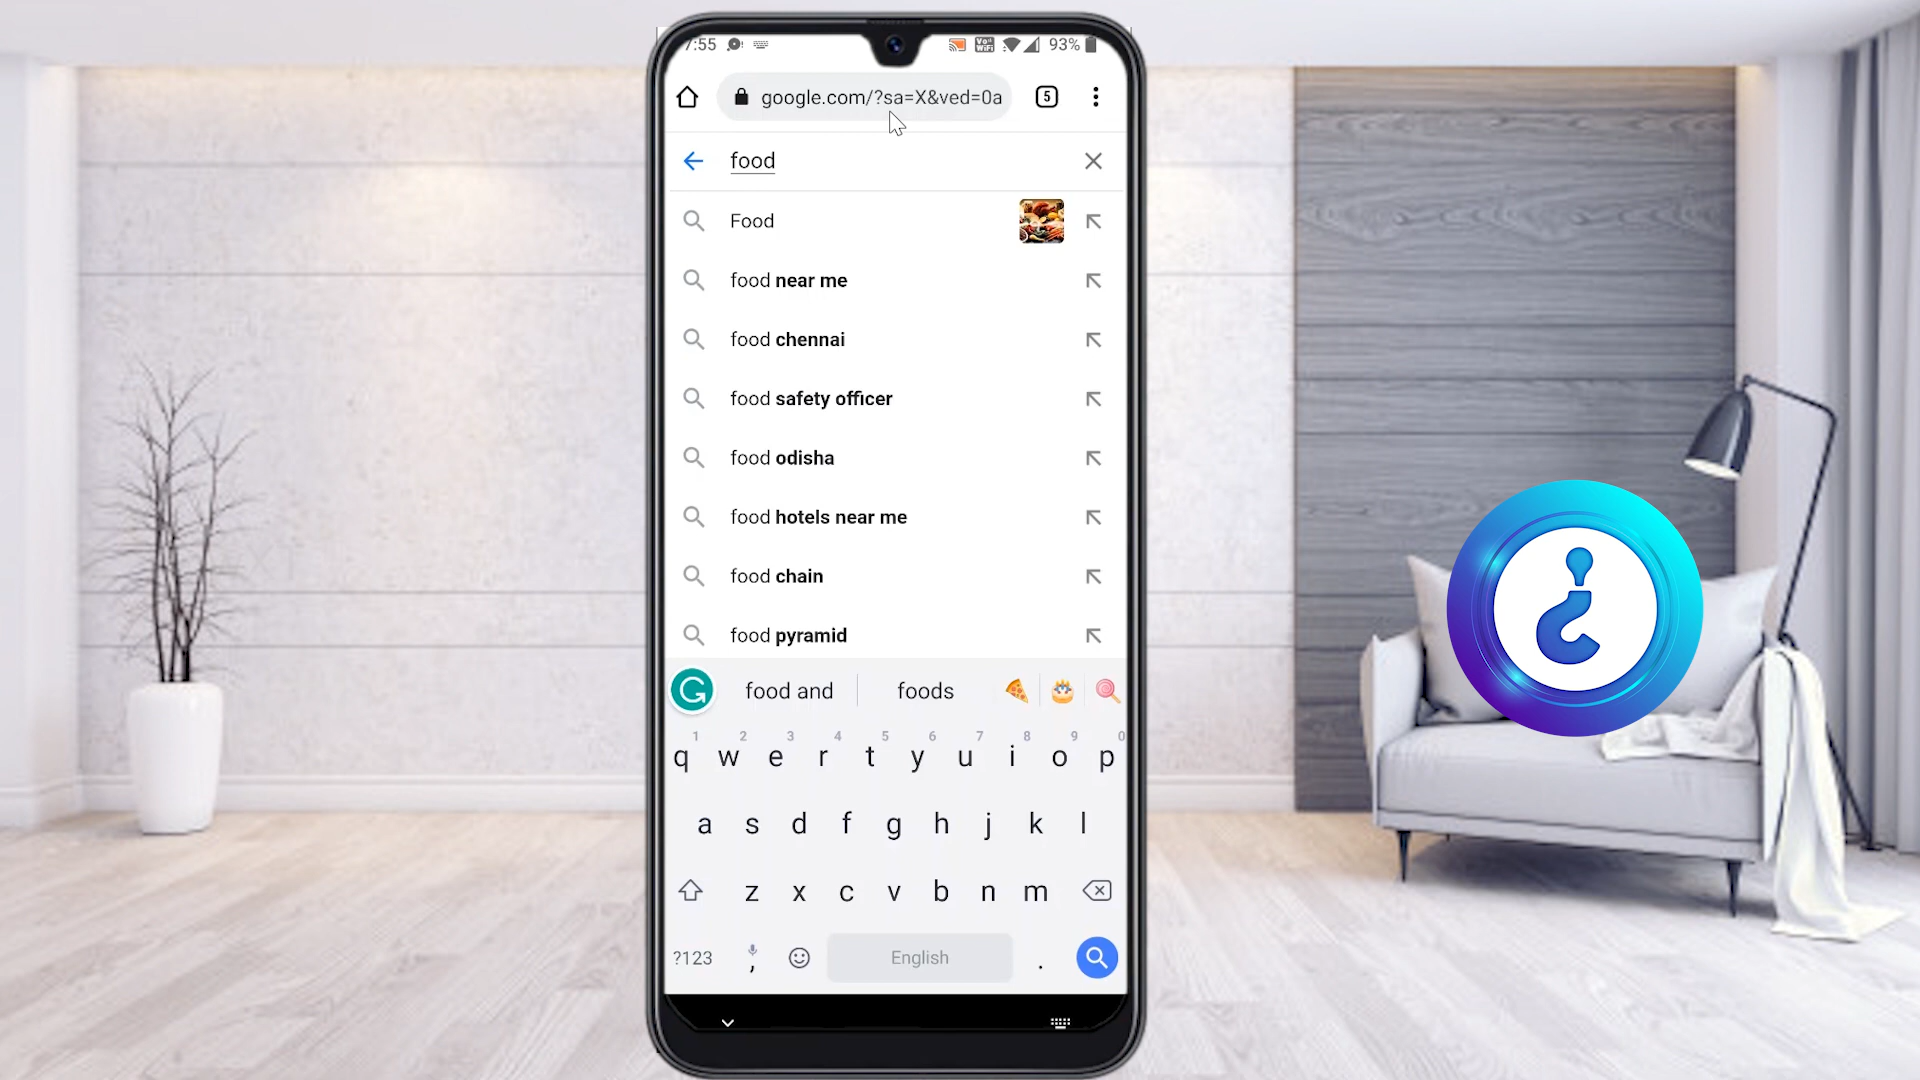 7:55 Vo WiFi 93%
google.com/?sa=X&ved=0a 5
food
Food
food near me
food chennai
food safety officer
food odisha
food hotels near me
food chain
food pyramid
food and foods
1 2 3 4 5 6 7 8 9 0
q w e r t y u i o p
a s d f g h j k l
z x c v b n m
?123 , English .